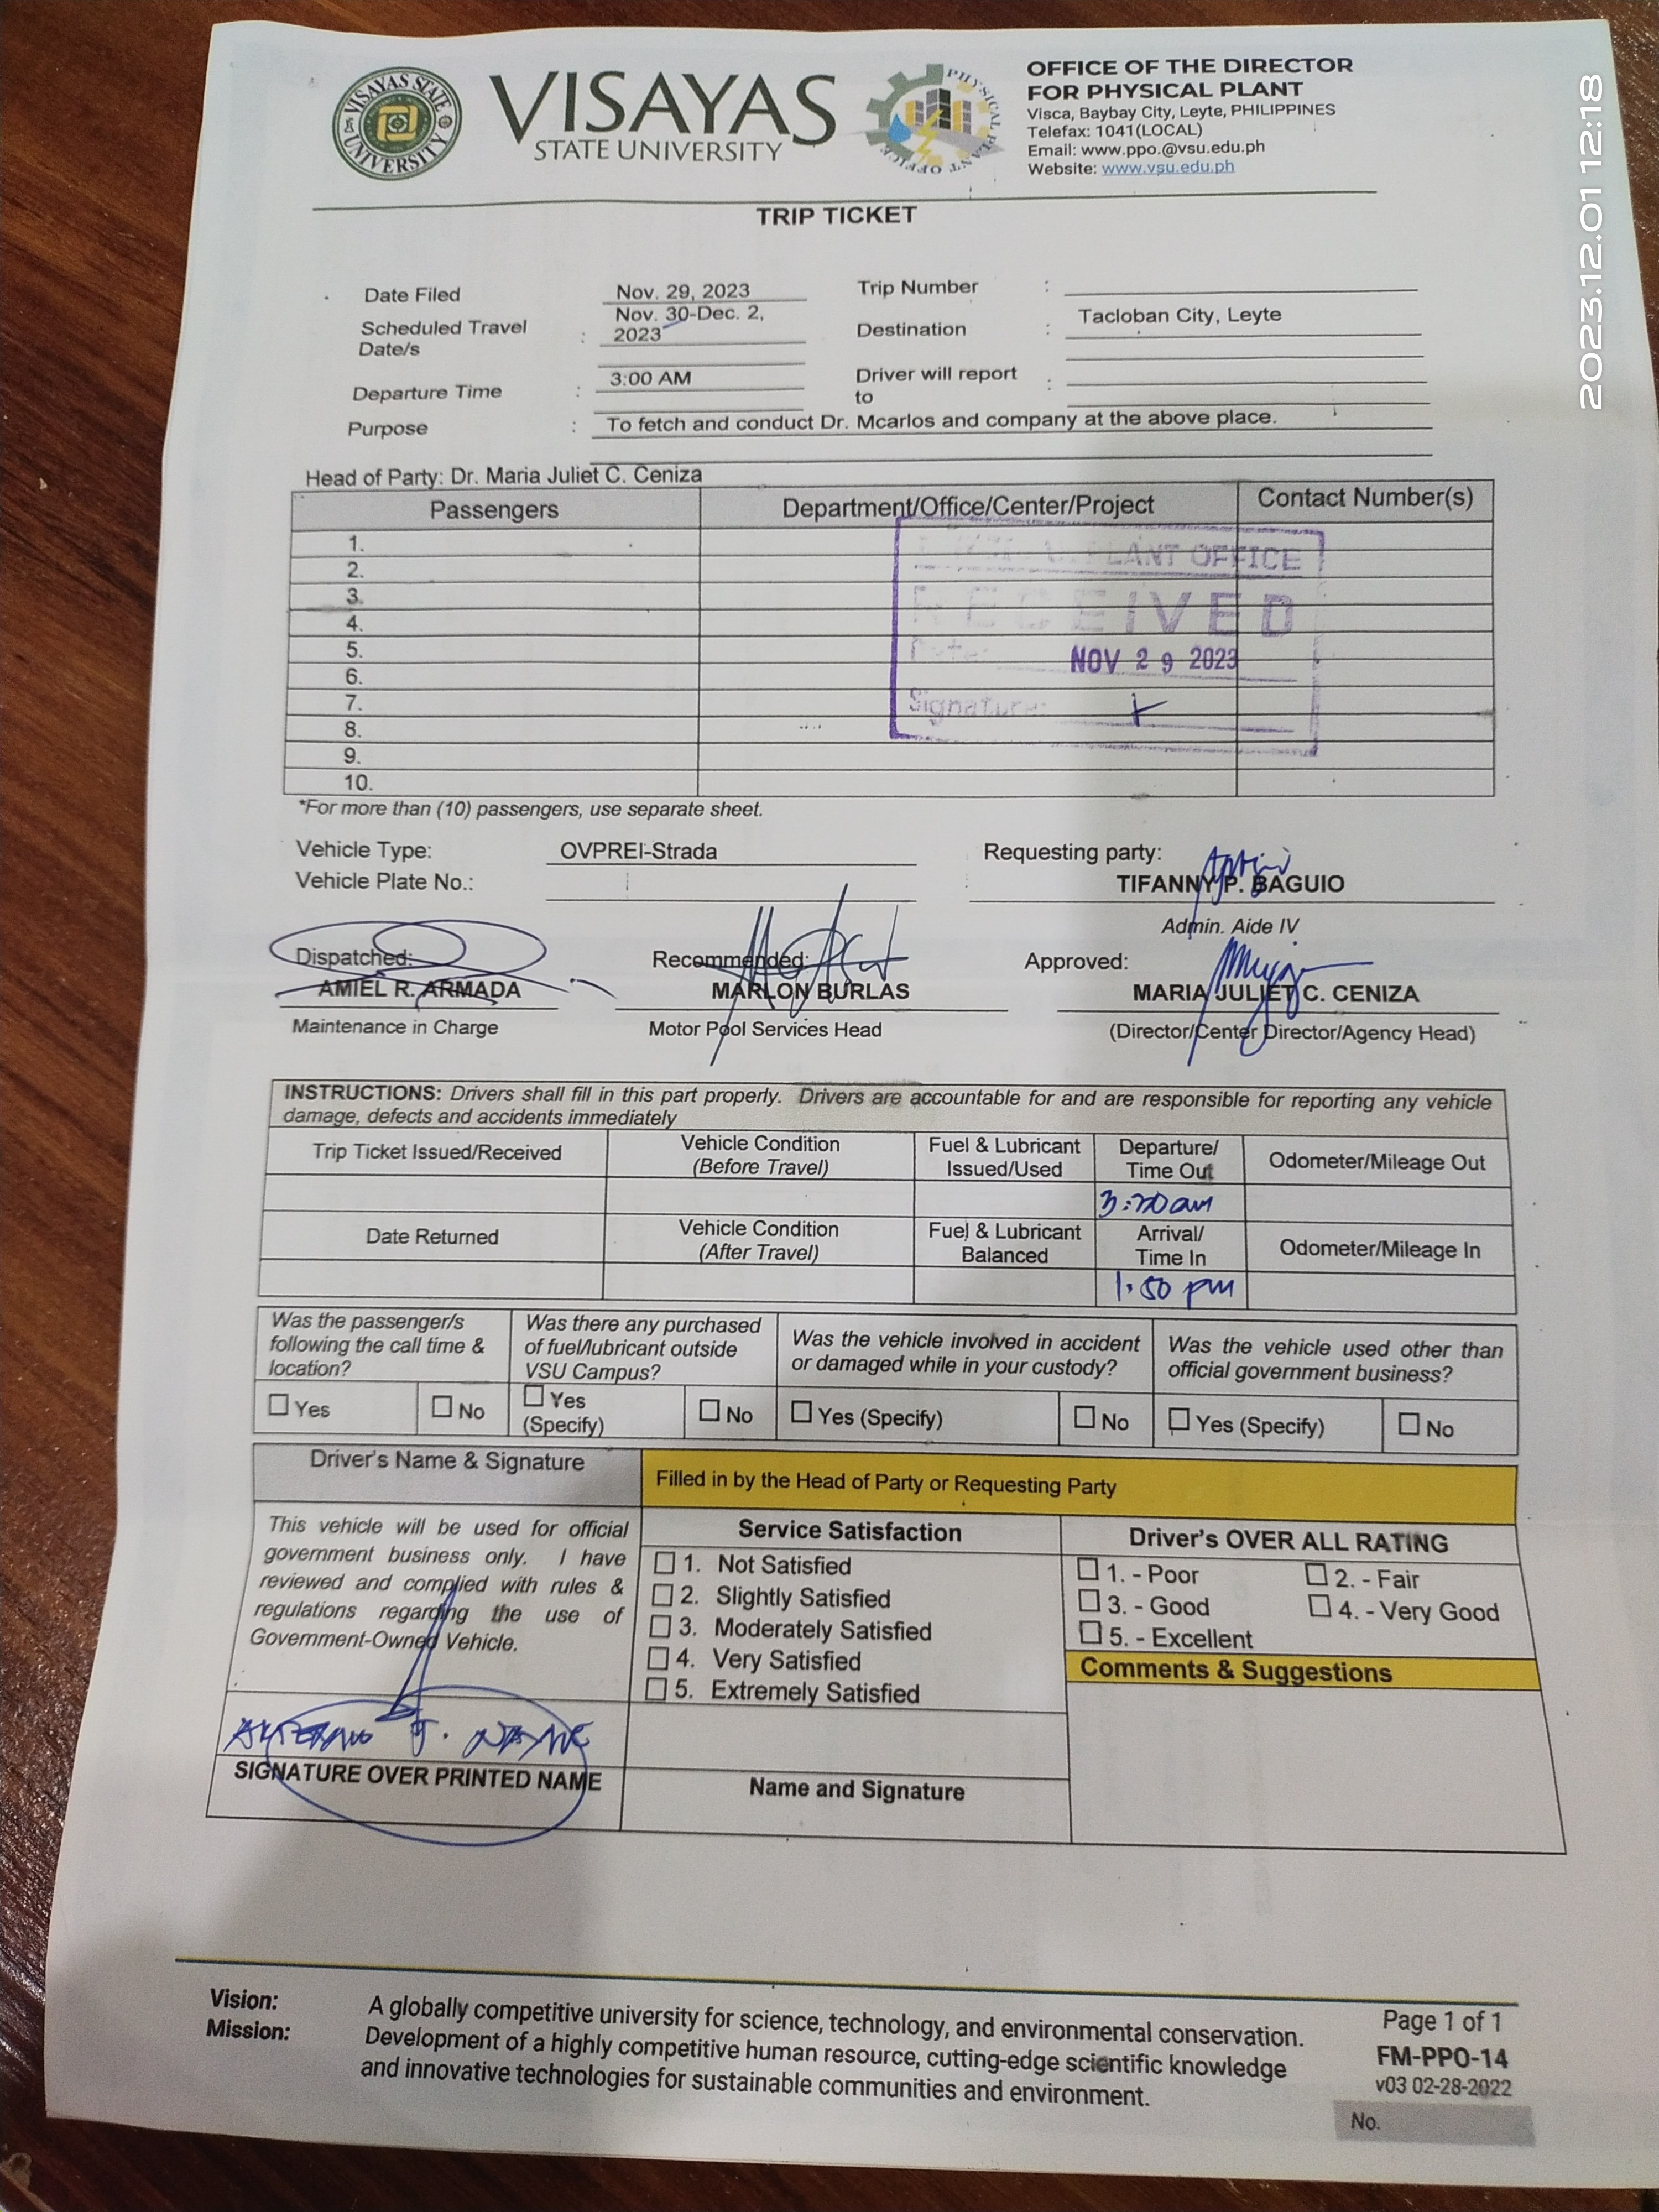 VISAYAS STATE UNIVERSITY
VISAYAS
STATE UNIVERSITY
PHYSICAL PLANT OFFICE
OFFICE OF THE DIRECTOR
FOR PHYSICAL PLANT
Visca, Baybay City, Leyte, PHILIPPINES
Telefax: 1041(LOCAL)
Email: www.ppo.@vsu.edu.ph
Website: www.vsu.edu.ph
2023.12.01 12:18
TRIP TICKET
Date Filed Nov. 29, 2023 Trip Number :
Scheduled Travel Date/s : Nov. 30-Dec. 2, 2023 Destination : Tacloban City, Leyte
Departure Time : 3:00 AM Driver will report to :
Purpose : To fetch and conduct Dr. Mcarlos and company at the above place.
Head of Party: Dr. Maria Juliet C. Ceniza
Passengers Department/Office/Center/Project Contact Number(s)
1.
2.
3.
4.
5.
6.
7.
8.
9.
10.
PLANT OFFICE
RECEIVED
Date: NOV 29 2023
Signature:
*For more than (10) passengers, use separate sheet.
Vehicle Type: OVPREI-Strada Requesting party:
Vehicle Plate No.: TIFANNY P. BAGUIO
Admin. Aide IV
Dispatched: Recommended: Approved:
AMIEL R. ARMADA MARLON BURLAS MARIA JULIET C. CENIZA
Maintenance in Charge Motor Pool Services Head (Director/Center Director/Agency Head)
INSTRUCTIONS: Drivers shall fill in this part properly. Drivers are accountable for and are responsible for reporting any vehicle
damage, defects and accidents immediately
Trip Ticket Issued/Received Vehicle Condition (Before Travel) Fuel & Lubricant Issued/Used Departure/ Time Out Odometer/Mileage Out
3:20am
Date Returned Vehicle Condition (After Travel) Fuel & Lubricant Balanced Arrival/ Time In Odometer/Mileage In
1:50 pm
Was the passenger/s following the call time & location? Was there any purchased of fuel/lubricant outside VSU Campus? Was the vehicle involved in accident or damaged while in your custody? Was the vehicle used other than official government business?
Yes No Yes (Specify) No Yes (Specify) No Yes (Specify) No
Driver's Name & Signature
Filled in by the Head of Party or Requesting Party
This vehicle will be used for official
government business only. I have
reviewed and complied with rules &
regulations regarding the use of
Government-Owned Vehicle.
SIGNATURE OVER PRINTED NAME
Service Satisfaction
1. Not Satisfied
2. Slightly Satisfied
3. Moderately Satisfied
4. Very Satisfied
5. Extremely Satisfied
Name and Signature
Driver's OVER ALL RATING
1. - Poor 2. - Fair
3. - Good 4. - Very Good
5. - Excellent
Comments & Suggestions
Vision: A globally competitive university for science, technology, and environmental conservation.
Mission: Development of a highly competitive human resource, cutting-edge scientific knowledge
and innovative technologies for sustainable communities and environment.
Page 1 of 1
FM-PPO-14
v03 02-28-2022
No.